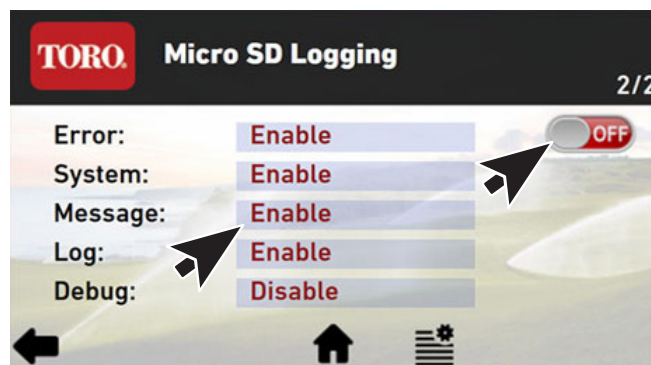 TORO.
Micro SD Logging
2/2
Error: Enable
OFF
System: Enable
Message: Enable
Log: Enable
Debug: Disable